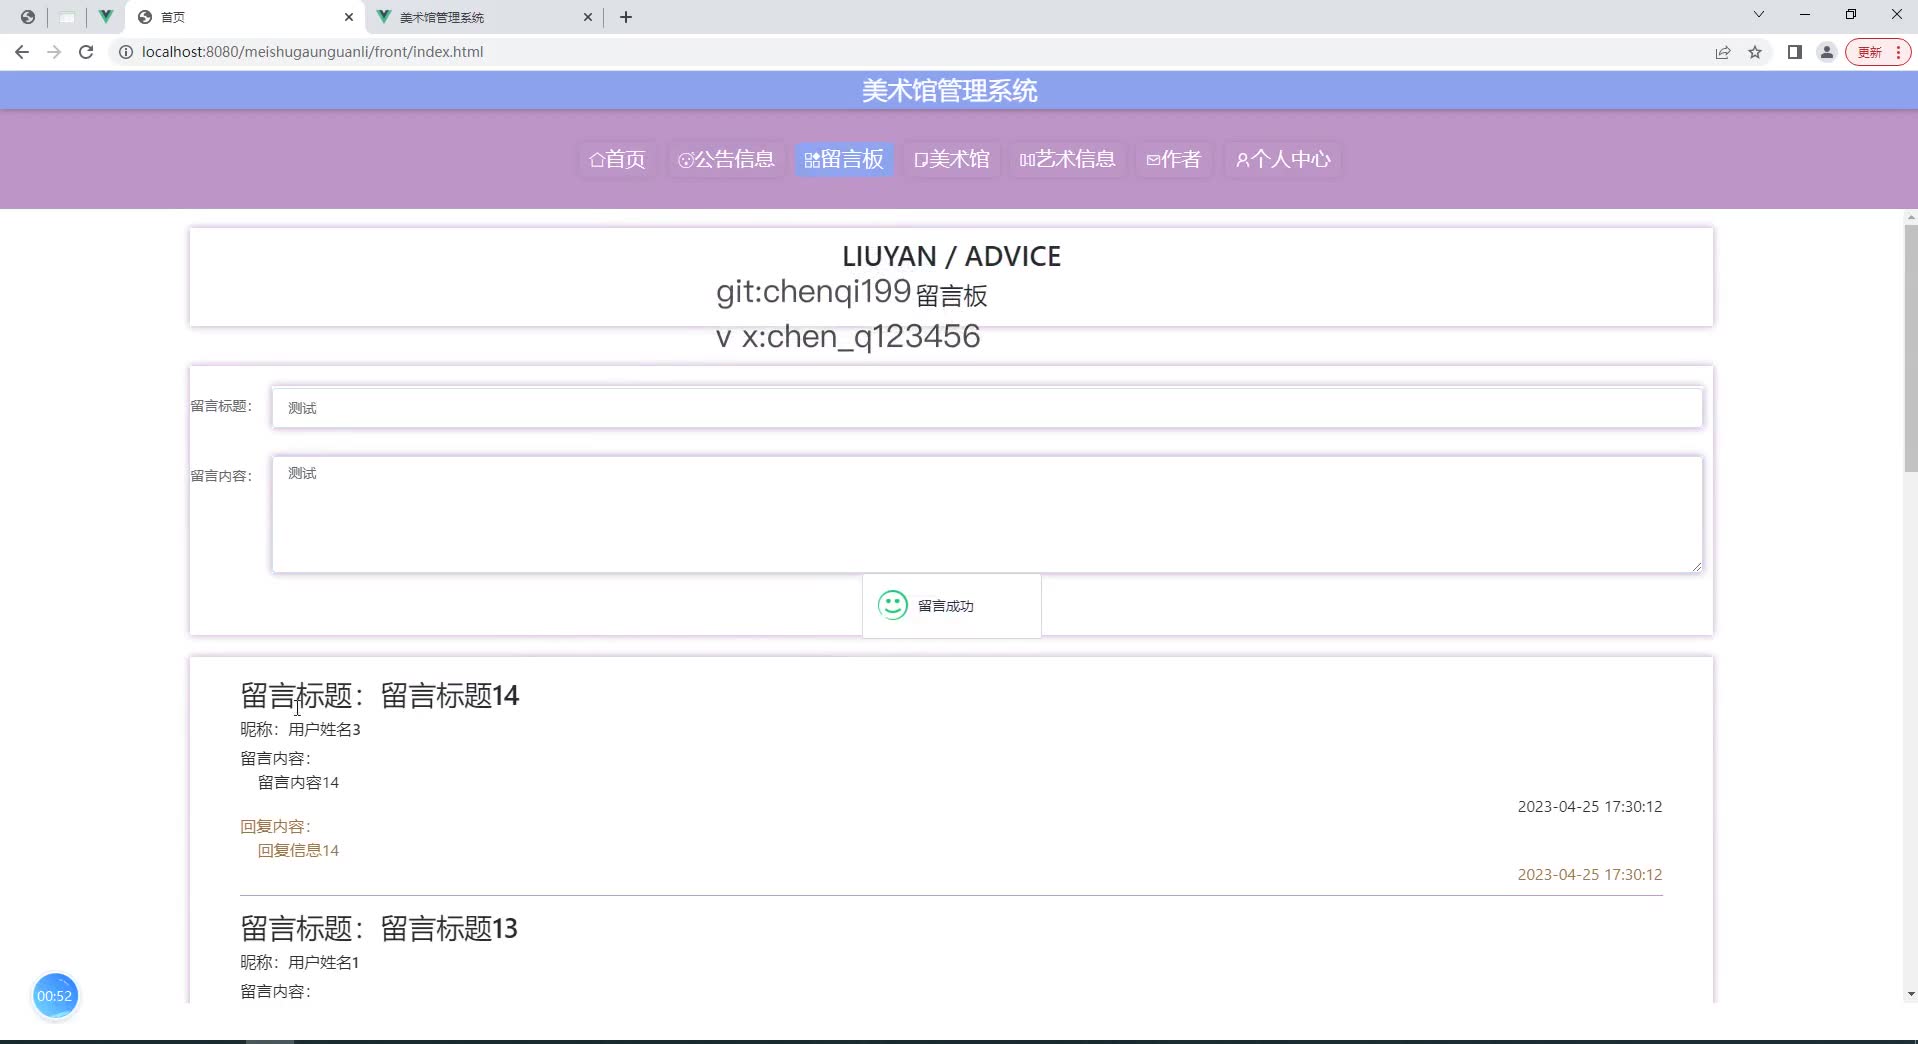 首页
美术馆管理系统
localhost:8080/meishugaunguanli/front/index.html
更新
美术馆管理系统
首页
公告信息
留言板
美术馆
艺术信息
作者
个人中心
LIUYAN / ADVICE
git:chenqi199
留言板
v x:chen_q123456
留言标题：
测试
留言内容：
测试
留言成功
留言标题：留言标题14
昵称：用户姓名3
留言内容：
留言内容14
2023-04-25 17:30:12
回复内容：
回复信息14
2023-04-25 17:30:12
留言标题：留言标题13
昵称：用户姓名1
留言内容：
00:52